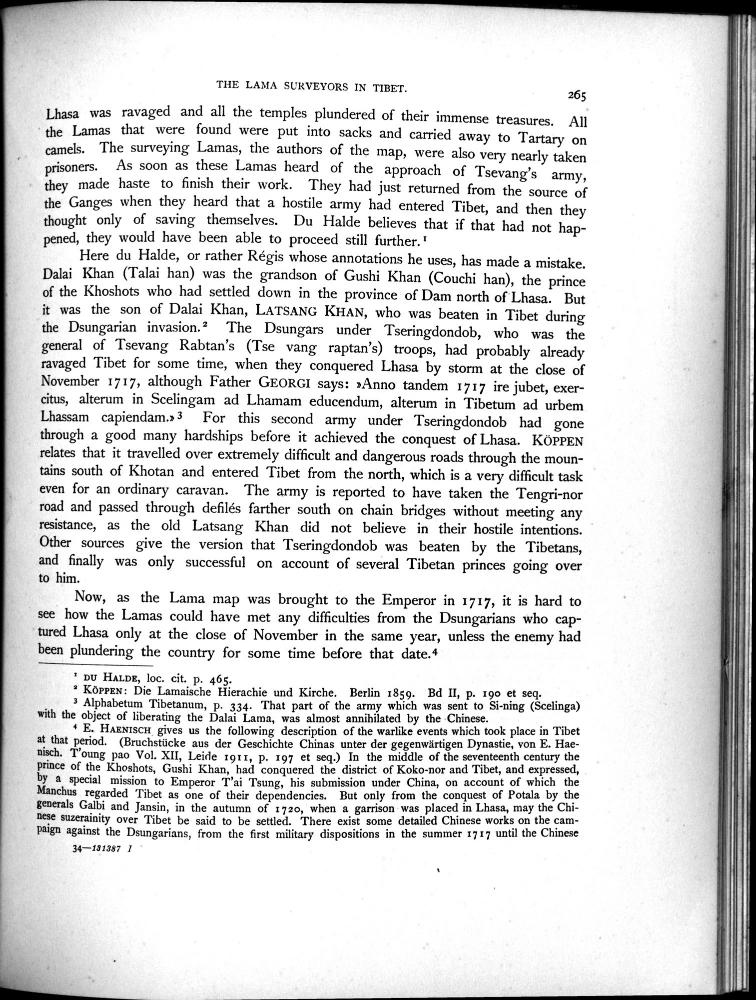 THE LAMA SURVEYORS IN TIBET.
265
Lhasa was ravaged and all the temples plundered of their immense treasures. All
the Lamas that were found were put into sacks and carried away to Tartary on
camels. The surveying Lamas, the authors of the map, were also very nearly taken
prisoners. As soon as these Lamas heard of the approach of Tsevang's army,
they made haste to finish their work. They had just returned from the source of
the Ganges when they heard that a hostile army had entered Tibet, and then they
thought only of saving themselves. Du Halde believes that if that had not hap-
pened, they would have been able to proceed still further.¹
Here du Halde, or rather Régis whose annotations he uses, has made a mistake.
Dalai Khan (Talai han) was the grandson of Gushi Khan (Couchi han), the prince
of the Khoshots who had settled down in the province of Dam north of Lhasa. But
it was the son of Dalai Khan, LATSANG KHAN, who was beaten in Tibet during
the Dsungarian invasion.² The Dsungars under Tseringdondob, who was the
general of Tsevang Rabtan's (Tse vang raptan's) troops, had probably already
ravaged Tibet for some time, when they conquered Lhasa by storm at the close of
November 1717, although Father GEORGI says: »Anno tandem 1717 ire jubet, exer-
citus, alterum in Scelingam ad Lhamam educendum, alterum in Tibetum ad urbem
Lhassam capiendam.»³ For this second army under Tseringdondob had gone
through a good many hardships before it achieved the conquest of Lhasa. KÖPPEN
relates that it travelled over extremely difficult and dangerous roads through the moun-
tains south of Khotan and entered Tibet from the north, which is a very difficult task
even for an ordinary caravan. The army is reported to have taken the Tengri-nor
road and passed through defilés farther south on chain bridges without meeting any
resistance, as the old Latsang Khan did not believe in their hostile intentions.
Other sources give the version that Tseringdondob was beaten by the Tibetans,
and finally was only successful on account of several Tibetan princes going over
to him.
Now, as the Lama map was brought to the Emperor in 1717, it is hard to
see how the Lamas could have met any difficulties from the Dsungarians who cap-
tured Lhasa only at the close of November in the same year, unless the enemy had
been plundering the country for some time before that date.⁴
¹ DU HALDE, loc. cit. p. 465.
² KÖPPEN: Die Lamaische Hierachie und Kirche. Berlin 1859. Bd II, p. 190 et seq.
³ Alphabetum Tibetanum, p. 334. That part of the army which was sent to Si-ning (Scelinga)
with the object of liberating the Dalai Lama, was almost annihilated by the Chinese.
⁴ E. HAENISCH gives us the following description of the warlike events which took place in Tibet
at that period. (Bruchstücke aus der Geschichte Chinas unter der gegenwärtigen Dynastie, von E. Hae-
nisch. T'oung pao Vol. XII, Leide 1911, p. 197 et seq.) In the middle of the seventeenth century the
prince of the Khoshots, Gushi Khan, had conquered the district of Koko-nor and Tibet, and expressed,
by a special mission to Emperor T'ai Tsung, his submission under China, on account of which the
Manchus regarded Tibet as one of their dependencies. But only from the conquest of Potala by the
generals Galbi and Jansin, in the autumn of 1720, when a garrison was placed in Lhasa, may the Chi-
nese suzerainity over Tibet be said to be settled. There exist some detailed Chinese works on the cam-
paign against the Dsungarians, from the first military dispositions in the summer 1717 until the Chinese
34—131387 I